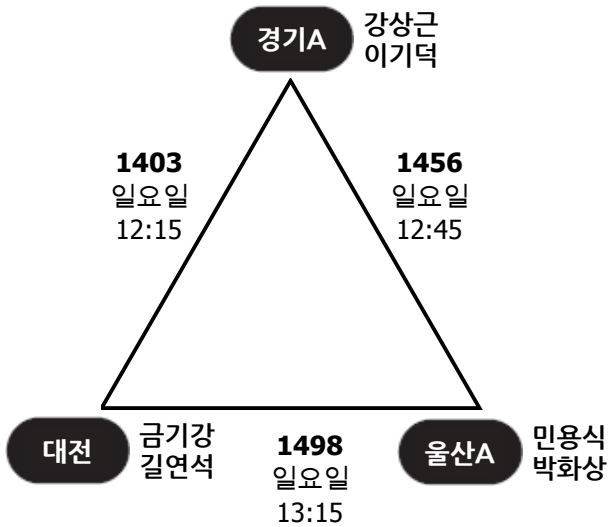 경기A
강상근
이기덕
1403
일요일
12:15
1456
일요일
12:45
대전
금기강
길연석
1498
일요일
13:15
울산A
민용식
박화상